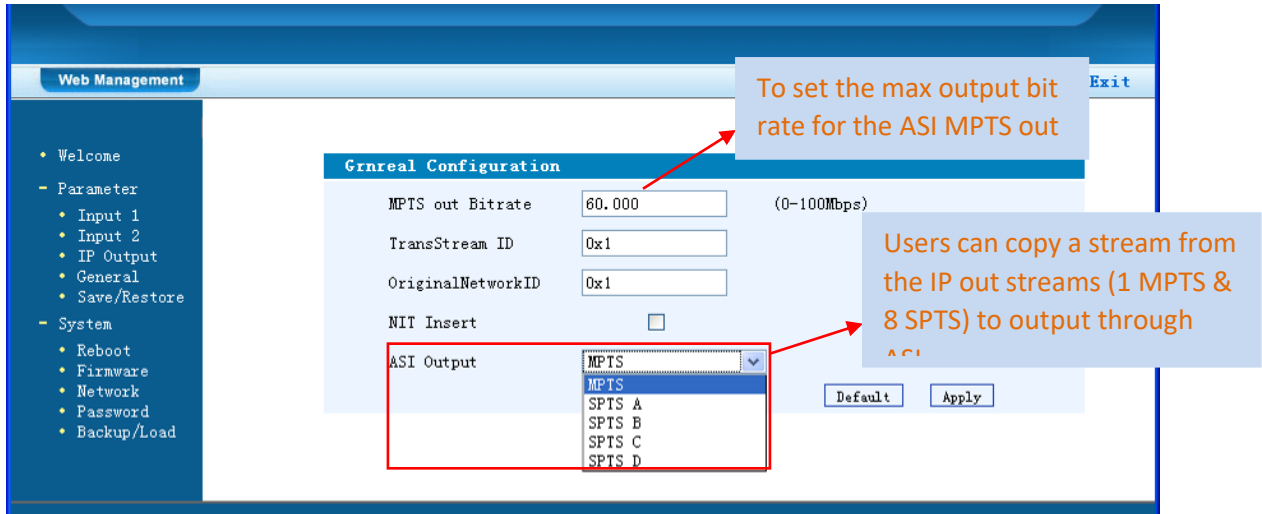 Web Management
Exit
To set the max output bit
rate for the ASI MPTS out
• Welcome
- Parameter
• Input 1
• Input 2
• IP Output
• General
• Save/Restore
- System
• Reboot
• Firmware
• Network
• Password
• Backup/Load
Grnreal Configuration
MPTS out Bitrate 60.000 (0-100Mbps)
TransStream ID 0x1
OriginalNetworkID 0x1
NIT Insert
ASI Output MPTS
MPTS
SPTS A
SPTS B
SPTS C
SPTS D
Users can copy a stream from
the IP out streams (1 MPTS &
8 SPTS) to output through
Default Apply